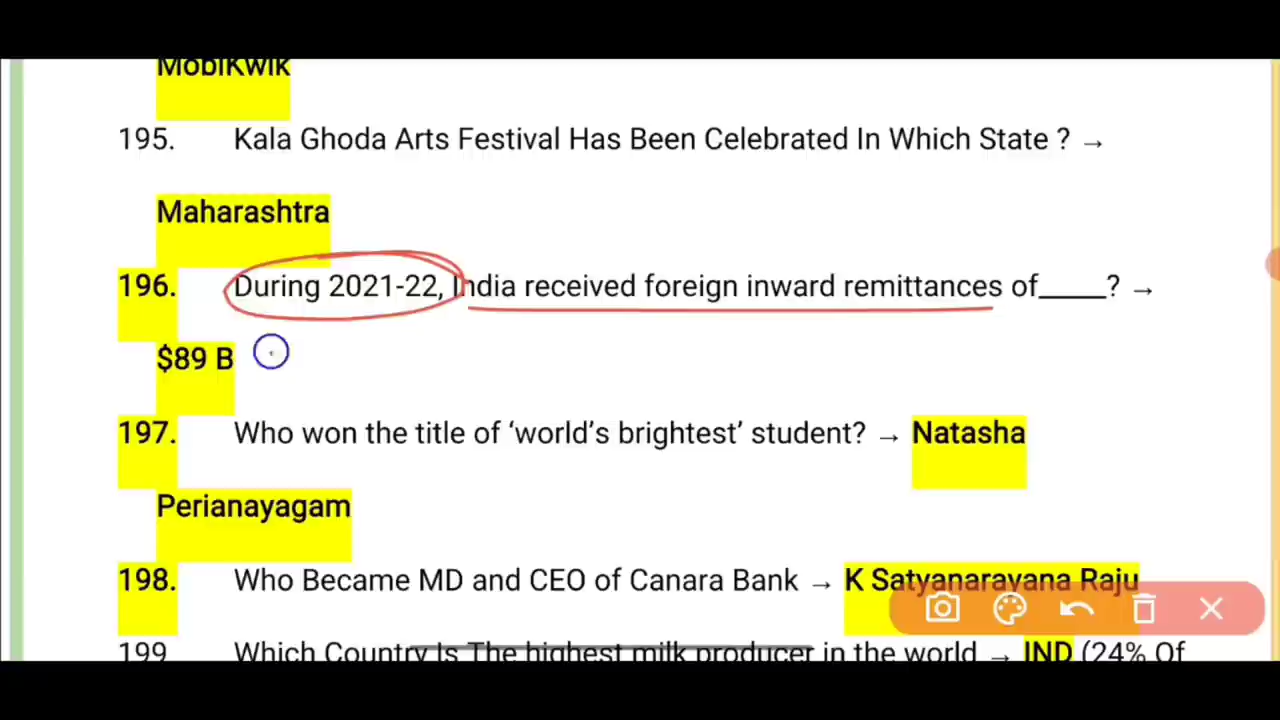 MobiKwik
195. Kala Ghoda Arts Festival Has Been Celebrated In Which State ? →
Maharashtra
196. During 2021-22, India received foreign inward remittances of_____? →
$89 B
197. Who won the title of ‘world’s brightest’ student? → Natasha
Perianayagam
198. Who Became MD and CEO of Canara Bank → K Satyanarayana Raju
199 Which Country Is The highest milk producer in the world → IND (24% Of